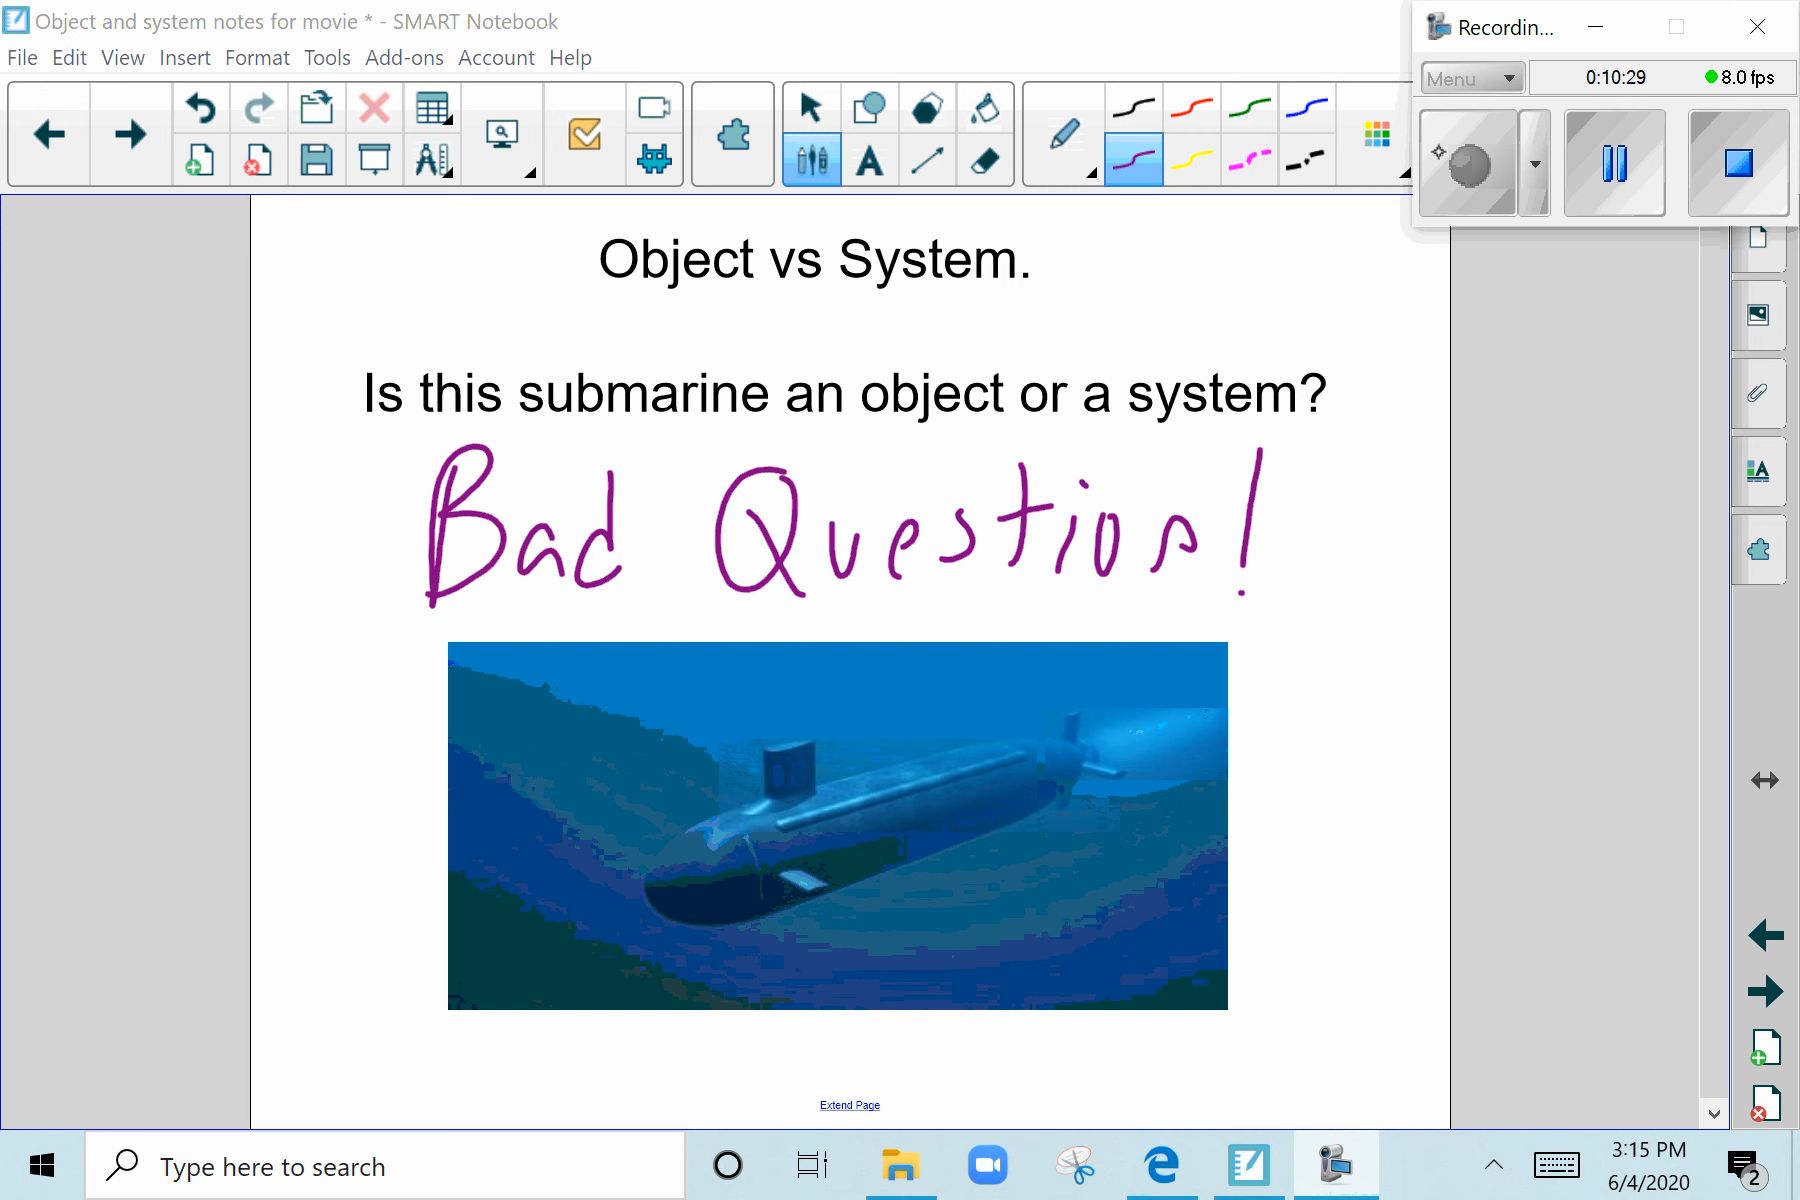 Object and system notes for movie * - SMART Notebook
File Edit View Insert Format Tools Add-ons Account Help
Recordin...
Menu 0:10:29 8.0 fps
Object vs System.
Is this submarine an object or a system?
Bad Question!
Extend Page
Type here to search
3:15 PM
6/4/2020
2